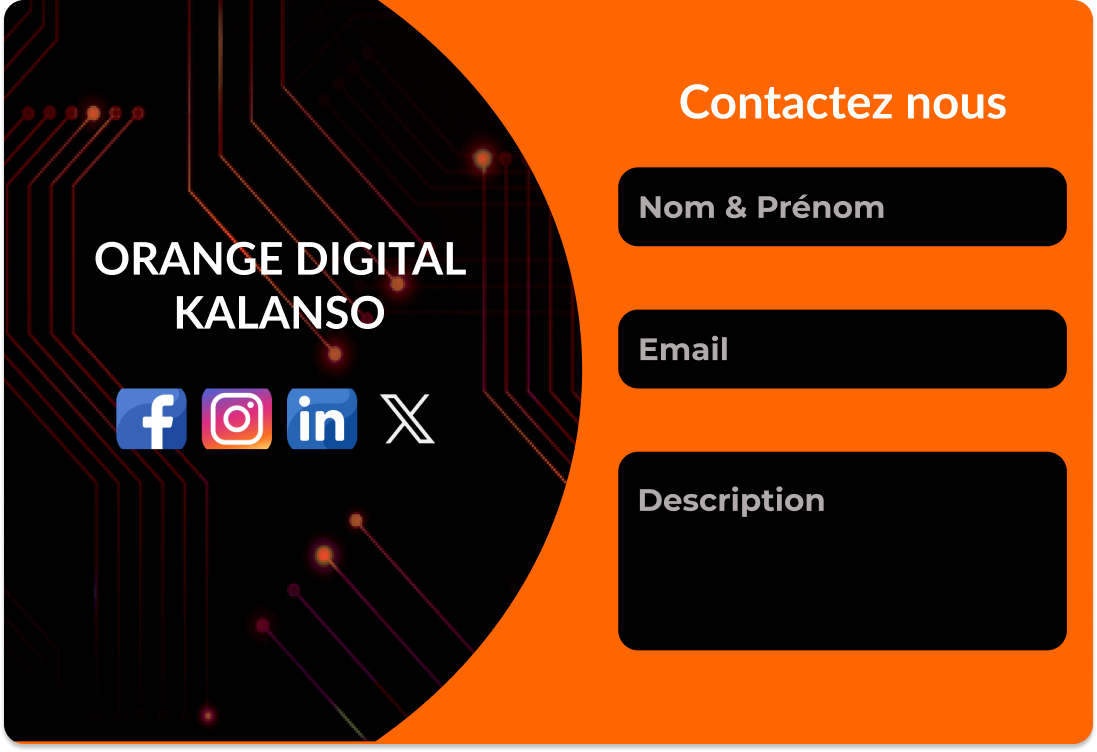 ORANGE DIGITAL
KALANSO
Contactez nous
Nom & Prénom
Email
Description